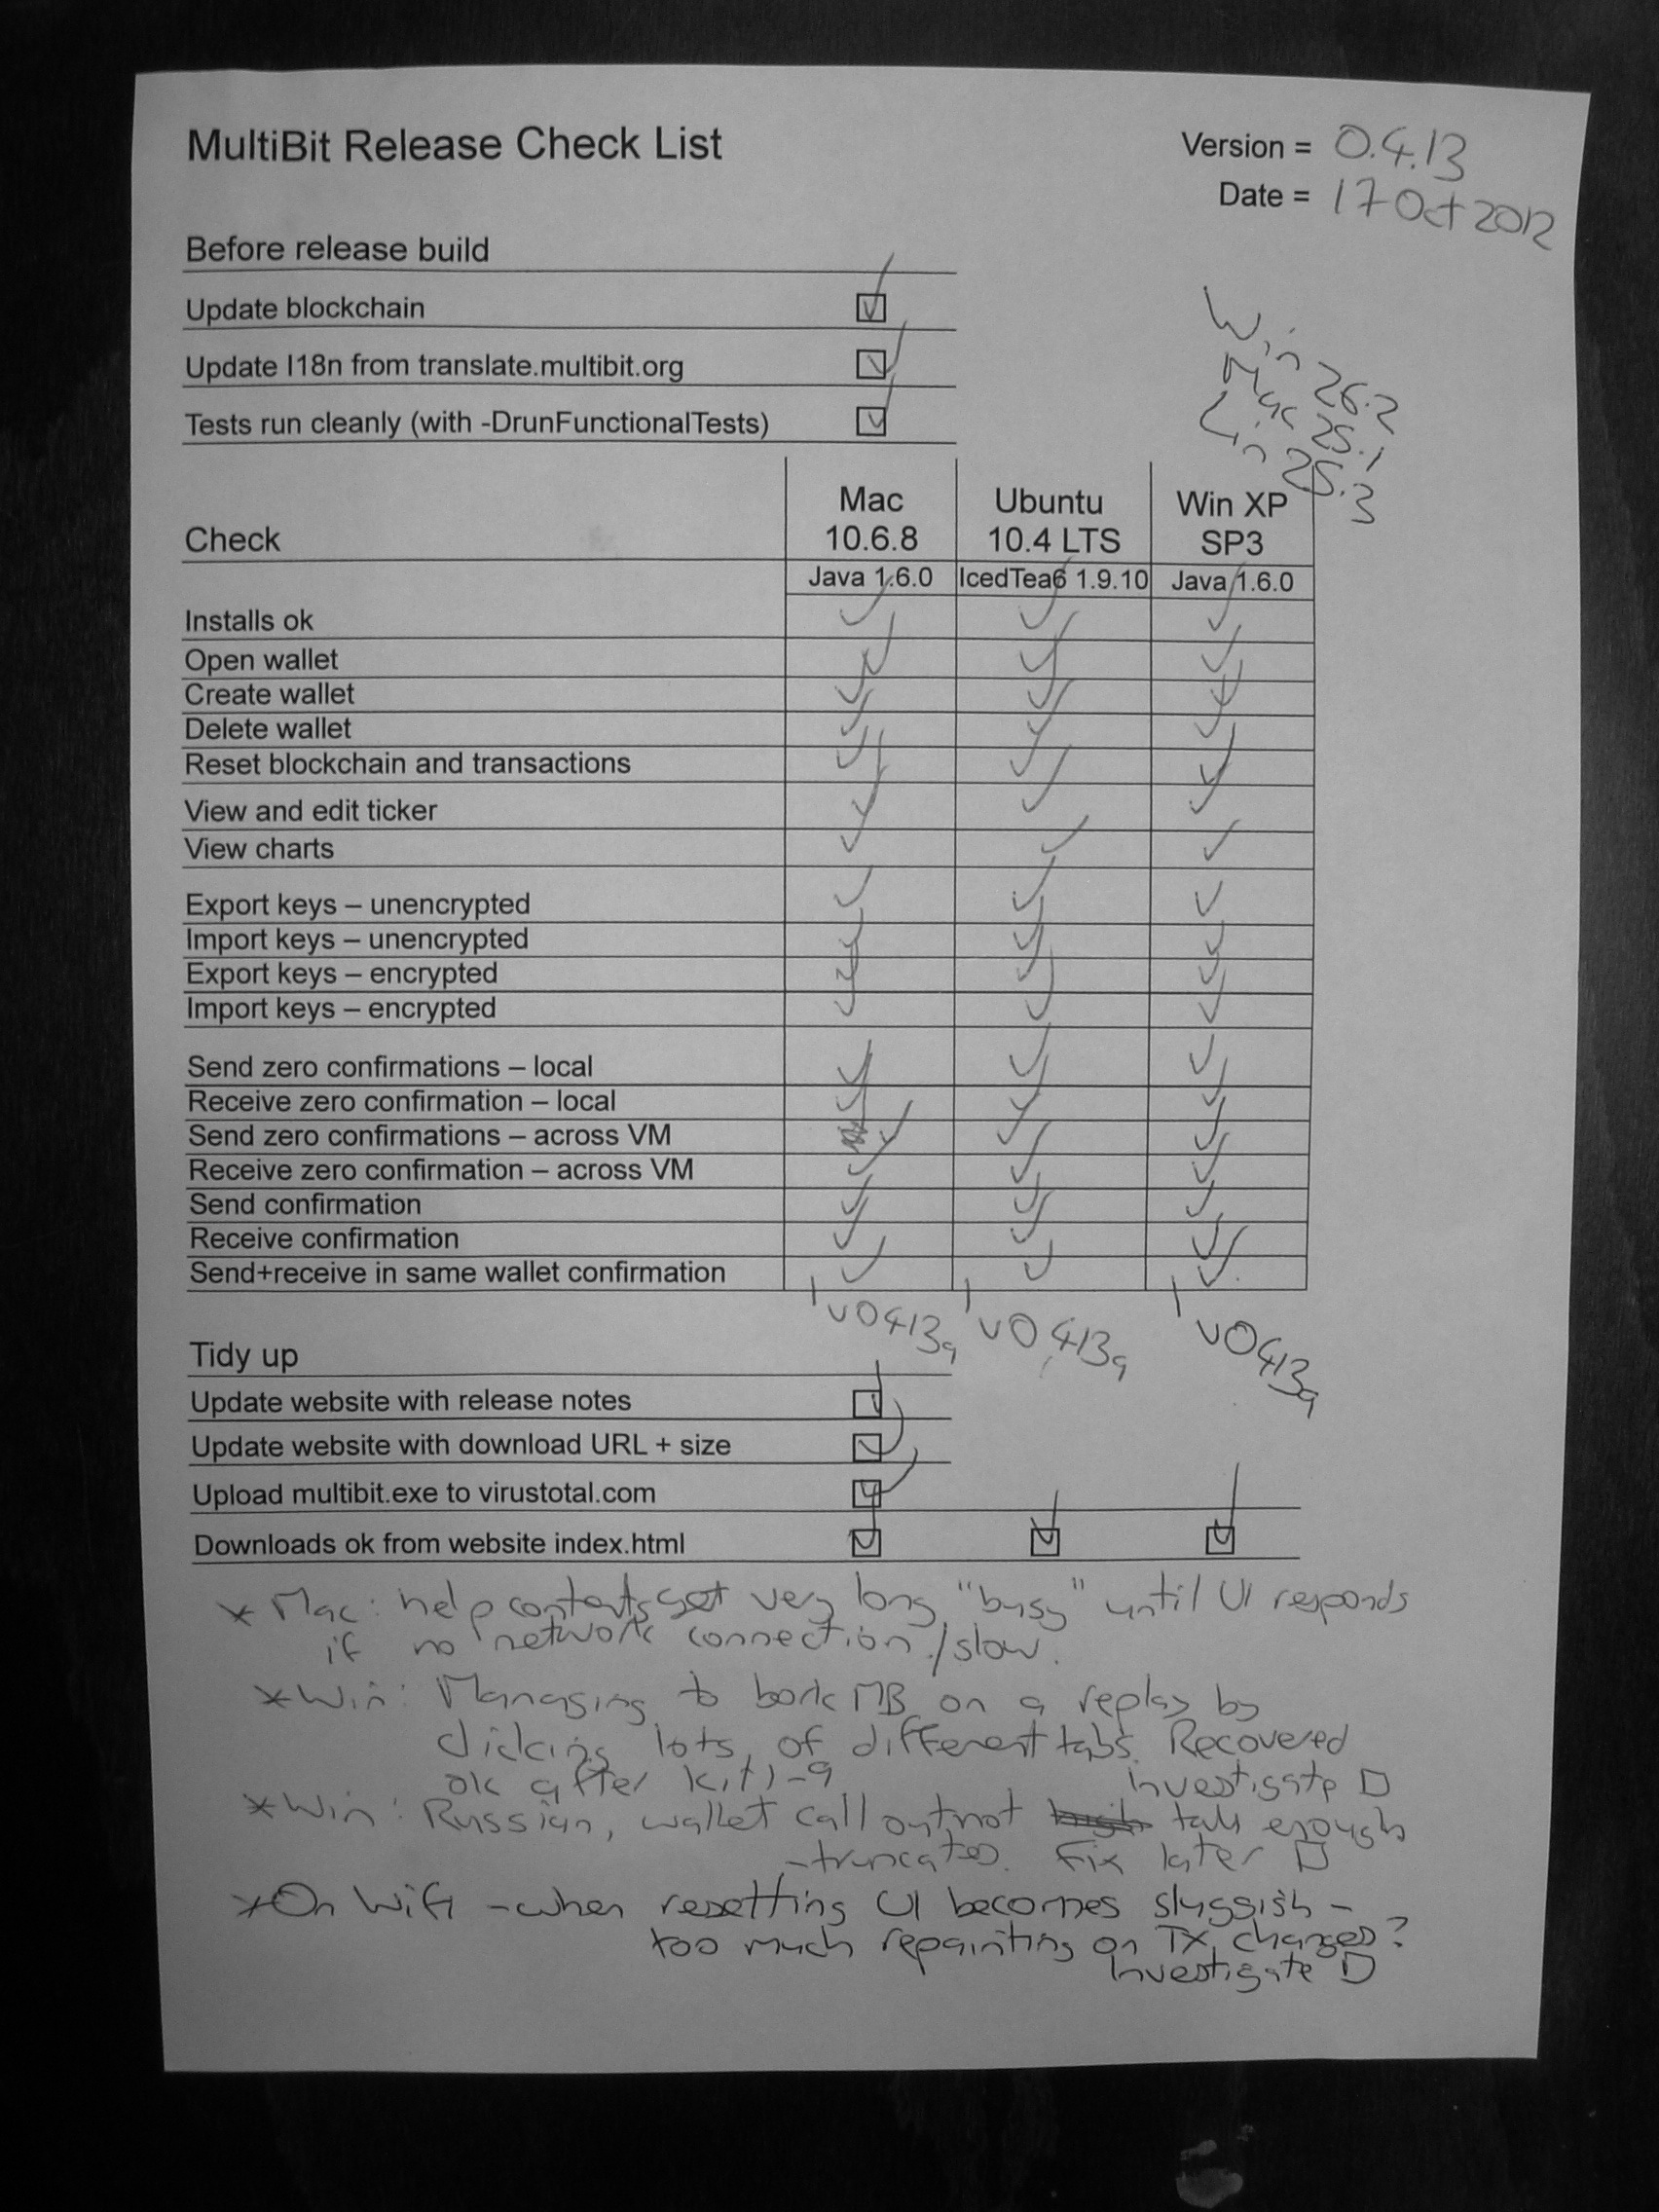 MultiBit Release Check List
Version = 0.4.13
Date = 17 Oct 2012
Before release build
Update blockchain
Update I18n from translate.multibit.org
Tests run cleanly (with -DrunFunctionalTests)
Win 26.2
Mac 25.1
Lin 25.3
Check
Mac 10.6.8
Ubuntu 10.4 LTS
Win XP SP3
Java 1.6.0
IcedTea6 1.9.10
Java 1.6.0
Installs ok
Open wallet
Create wallet
Delete wallet
Reset blockchain and transactions
View and edit ticker
View charts
Export keys – unencrypted
Import keys – unencrypted
Export keys – encrypted
Import keys – encrypted
Send zero confirmations – local
Receive zero confirmation – local
Send zero confirmations – across VM
Receive zero confirmation – across VM
Send confirmation
Receive confirmation
Send+receive in same wallet confirmation
v0413a
v0413a
v0413a
Tidy up
Update website with release notes
Update website with download URL + size
Upload multibit.exe to virustotal.com
Downloads ok from website index.html
* Mac: help contents get very long "busy" until UI responds
if no network connection/slow.
* Win: Managing to bork MB on a replay by
clicking lots of different tabs. Recovered
ok after kill -9 Investigate
* Win: Russian, wallet call out not tall enough
- truncates. Fix later
* On Wifi - when resetting UI becomes sluggish -
too much repainting on TX changes?
Investigate